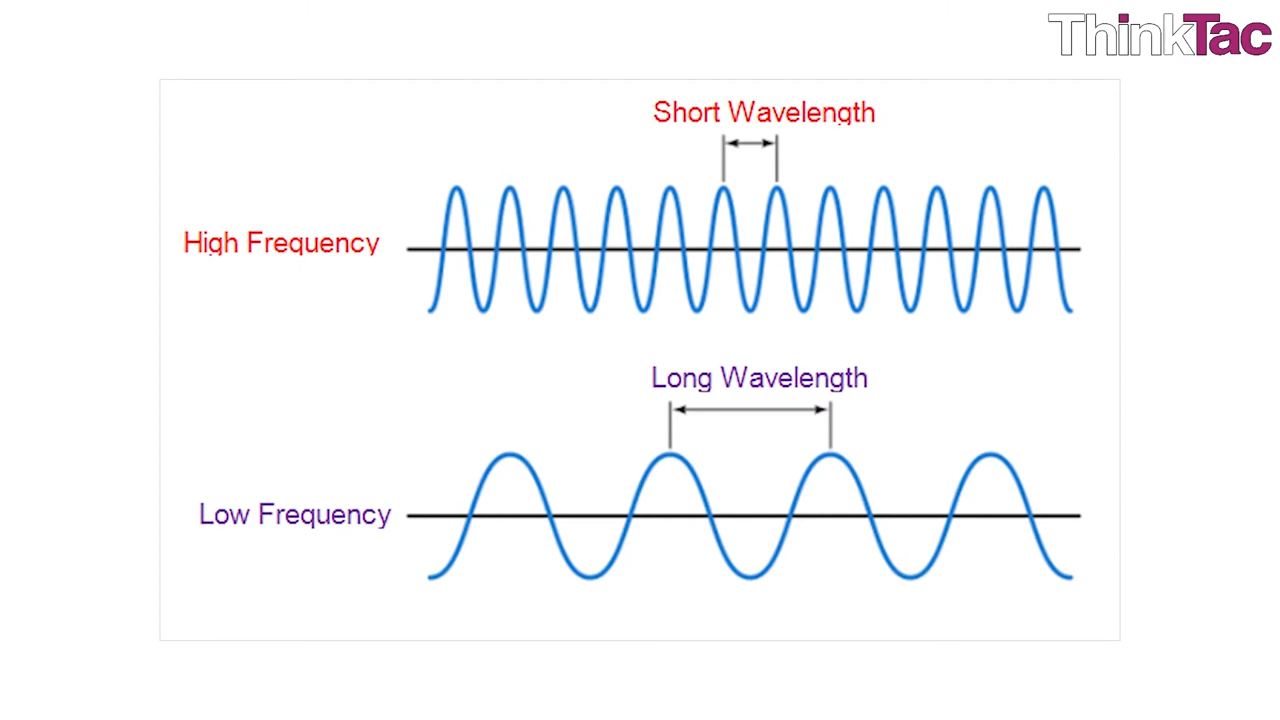 ThinkTac
Short Wavelength
High Frequency
Long Wavelength
Low Frequency